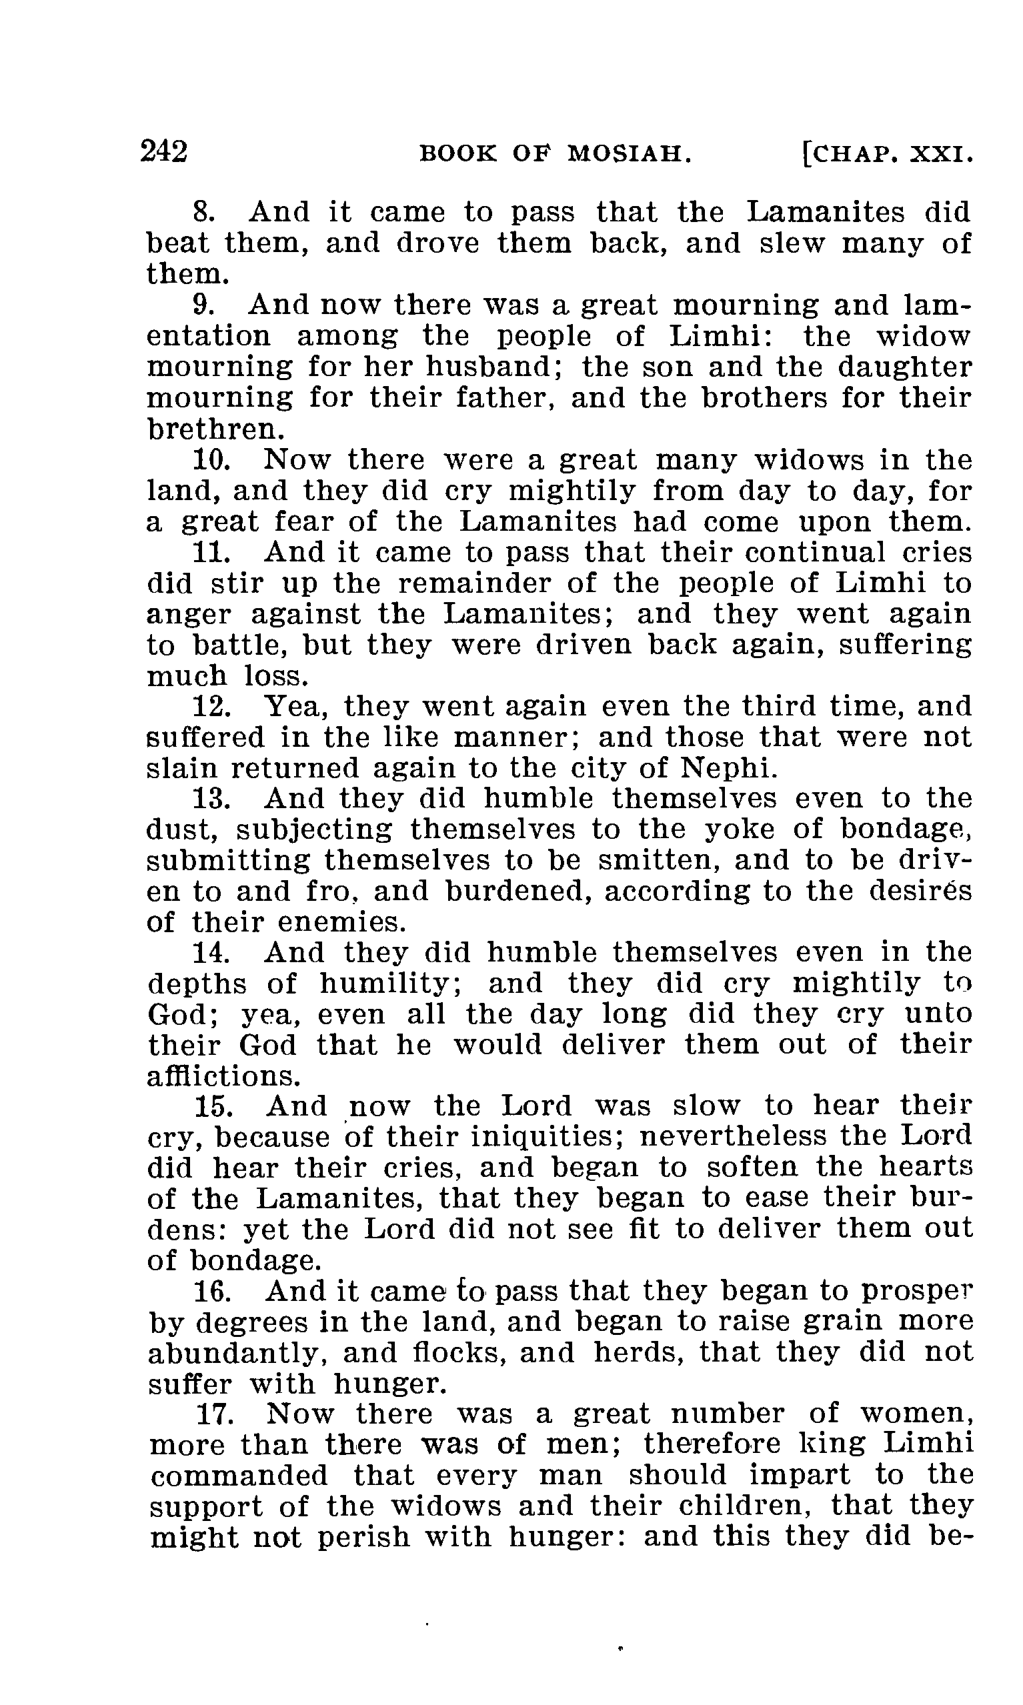 242 BOOK OF MOSIAH. [CHAP. XXI.
8. And it came to pass that the Lamanites did
beat them, and drove them back, and slew many of
them.
9. And now there was a great mourning and lam-
entation among the people of Limhi: the widow
mourning for her husband; the son and the daughter
mourning for their father, and the brothers for their
brethren.
10. Now there were a great many widows in the
land, and they did cry mightily from day to day, for
a great fear of the Lamanites had come upon them.
11. And it came to pass that their continual cries
did stir up the remainder of the people of Limhi to
anger against the Lamanites; and they went again
to battle, but they were driven back again, suffering
much loss.
12. Yea, they went again even the third time, and
suffered in the like manner; and those that were not
slain returned again to the city of Nephi.
13. And they did humble themselves even to the
dust, subjecting themselves to the yoke of bondage,
submitting themselves to be smitten, and to be driv-
en to and fro, and burdened, according to the desires
of their enemies.
14. And they did humble themselves even in the
depths of humility; and they did cry mightily to
God; yea, even all the day long did they cry unto
their God that he would deliver them out of their
afflictions.
15. And now the Lord was slow to hear their
cry, because of their iniquities; nevertheless the Lord
did hear their cries, and began to soften the hearts
of the Lamanites, that they began to ease their bur-
dens: yet the Lord did not see fit to deliver them out
of bondage.
16. And it came to pass that they began to prosper
by degrees in the land, and began to raise grain more
abundantly, and flocks, and herds, that they did not
suffer with hunger.
17. Now there was a great number of women,
more than there was of men; therefore king Limhi
commanded that every man should impart to the
support of the widows and their children, that they
might not perish with hunger: and this they did be-